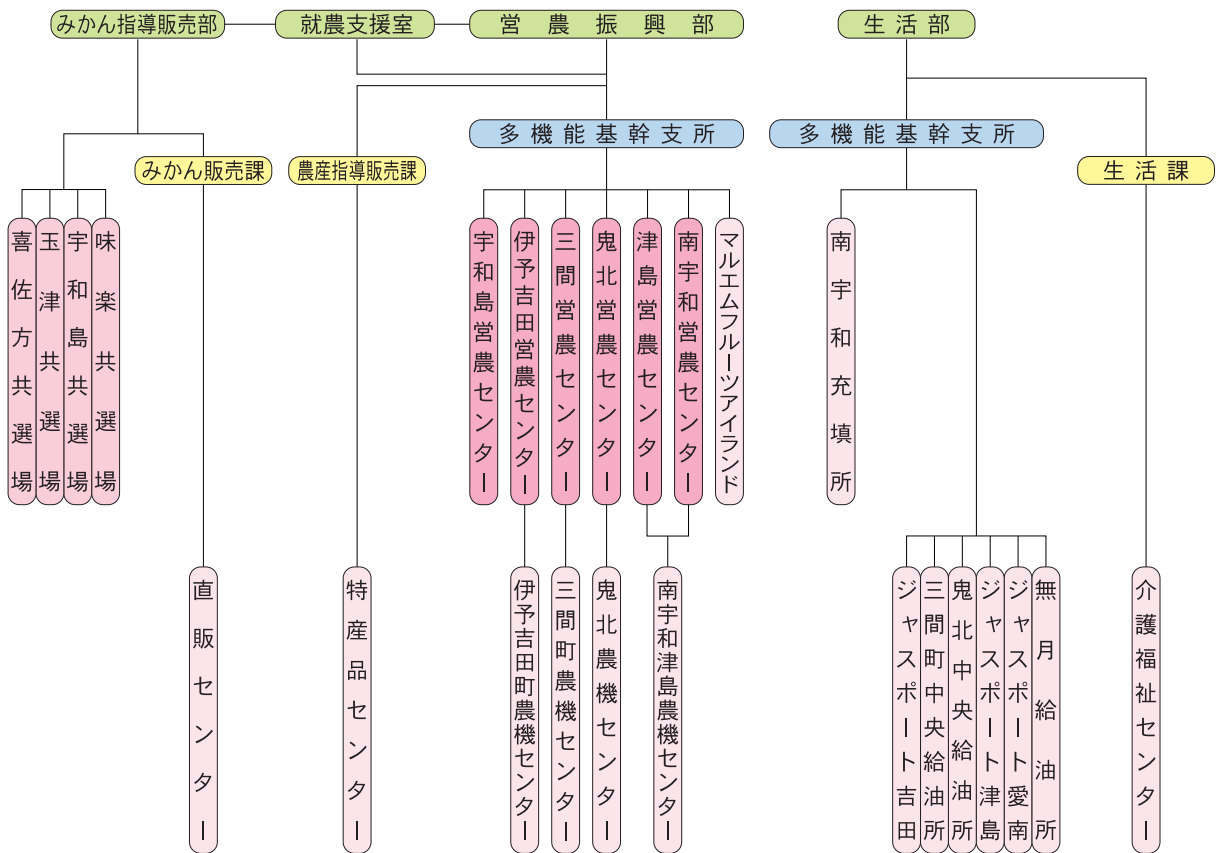 みかん指導販売部
就農支援室
営農振興部
生活部
多機能基幹支所
多機能基幹支所
みかん販売課
農産指導販売課
生活課
喜佐方共選場
玉津共選場
宇和島共選場
味楽共選場
宇和島営農センター
伊予吉田営農センター
三間営農センター
鬼北営農センター
津島営農センター
南宇和営農センター
マルエムフルーツアイランド
南宇和充填所
直販センター
特産品センター
伊予吉田町農機センター
三間町農機センター
鬼北農機センター
南宇和津島農機センター
ジャスポート吉田
三間町中央給油所
鬼北中央給油所
ジャスポート津島
ジャスポート愛南
無月給油所
介護福祉センター